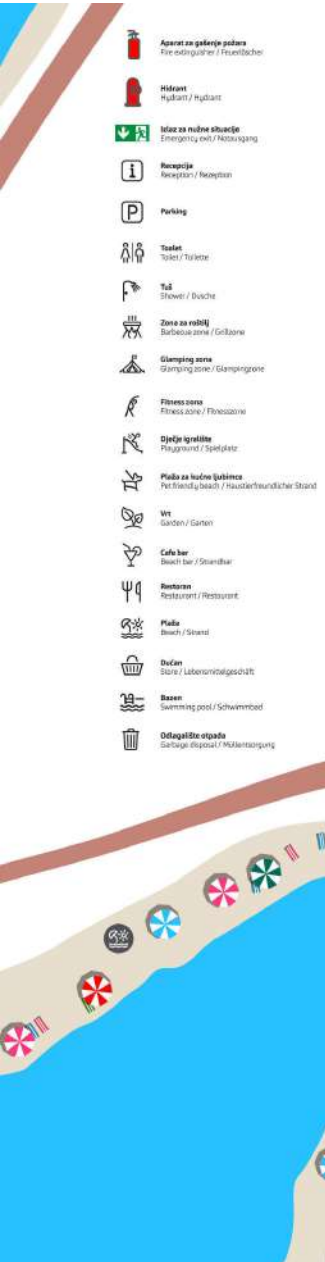 Aparat za gašenje požara
Fire extinguisher / Feuerlöscher
Hidrant
Hydrant / Hydrant
Izlaz za nužne situacije
Emergency exit / Notausgang
i
Recepcija
Reception / Rezeption
P
Parking
Toalet
Toilet / Toilette
Tuš
Shower / Dusche
Zona za roštilj
Barbecue zone / Grillzone
Glamping zona
Glamping zone / Glampingzone
Fitness zona
Fitness zone / Fitnesszone
Dječje igralište
Playground / Spielplatz
Plaža za kućne ljubimce
Pet friendly beach / Haustierfreundlicher Strand
Vrt
Garden / Garten
Cafe bar
Beach bar / Strandbar
Restoran
Restaurant / Restaurant
Plaža
Beach / Strand
Dućan
Store / Lebensmittelgeschäft
Bazen
Swimming pool / Schwimmbad
Odlagalište otpada
Garbage disposal / Müllentsorgung